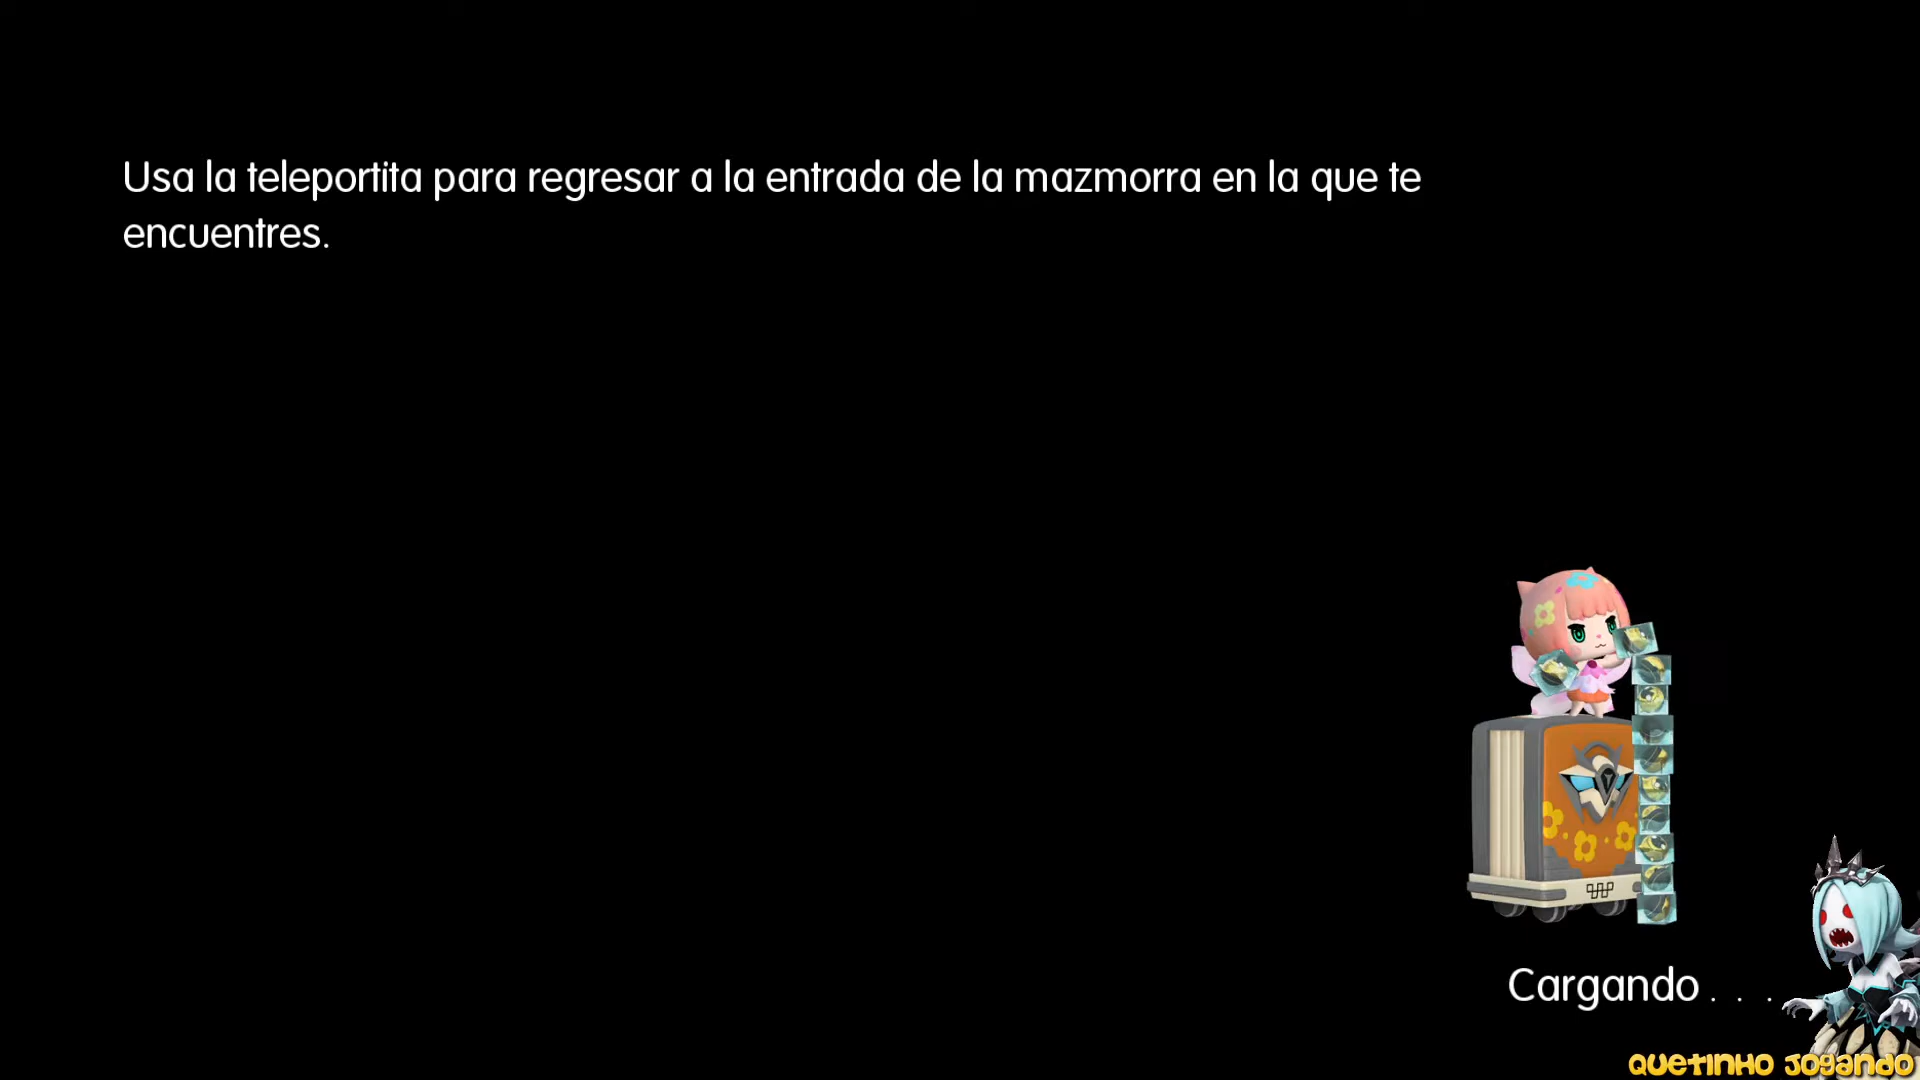 Usa la teleportita para regresar a la entrada de la mazmorra en la que te
encuentres.
Cargando . . .
QUETINHO JOGANDO